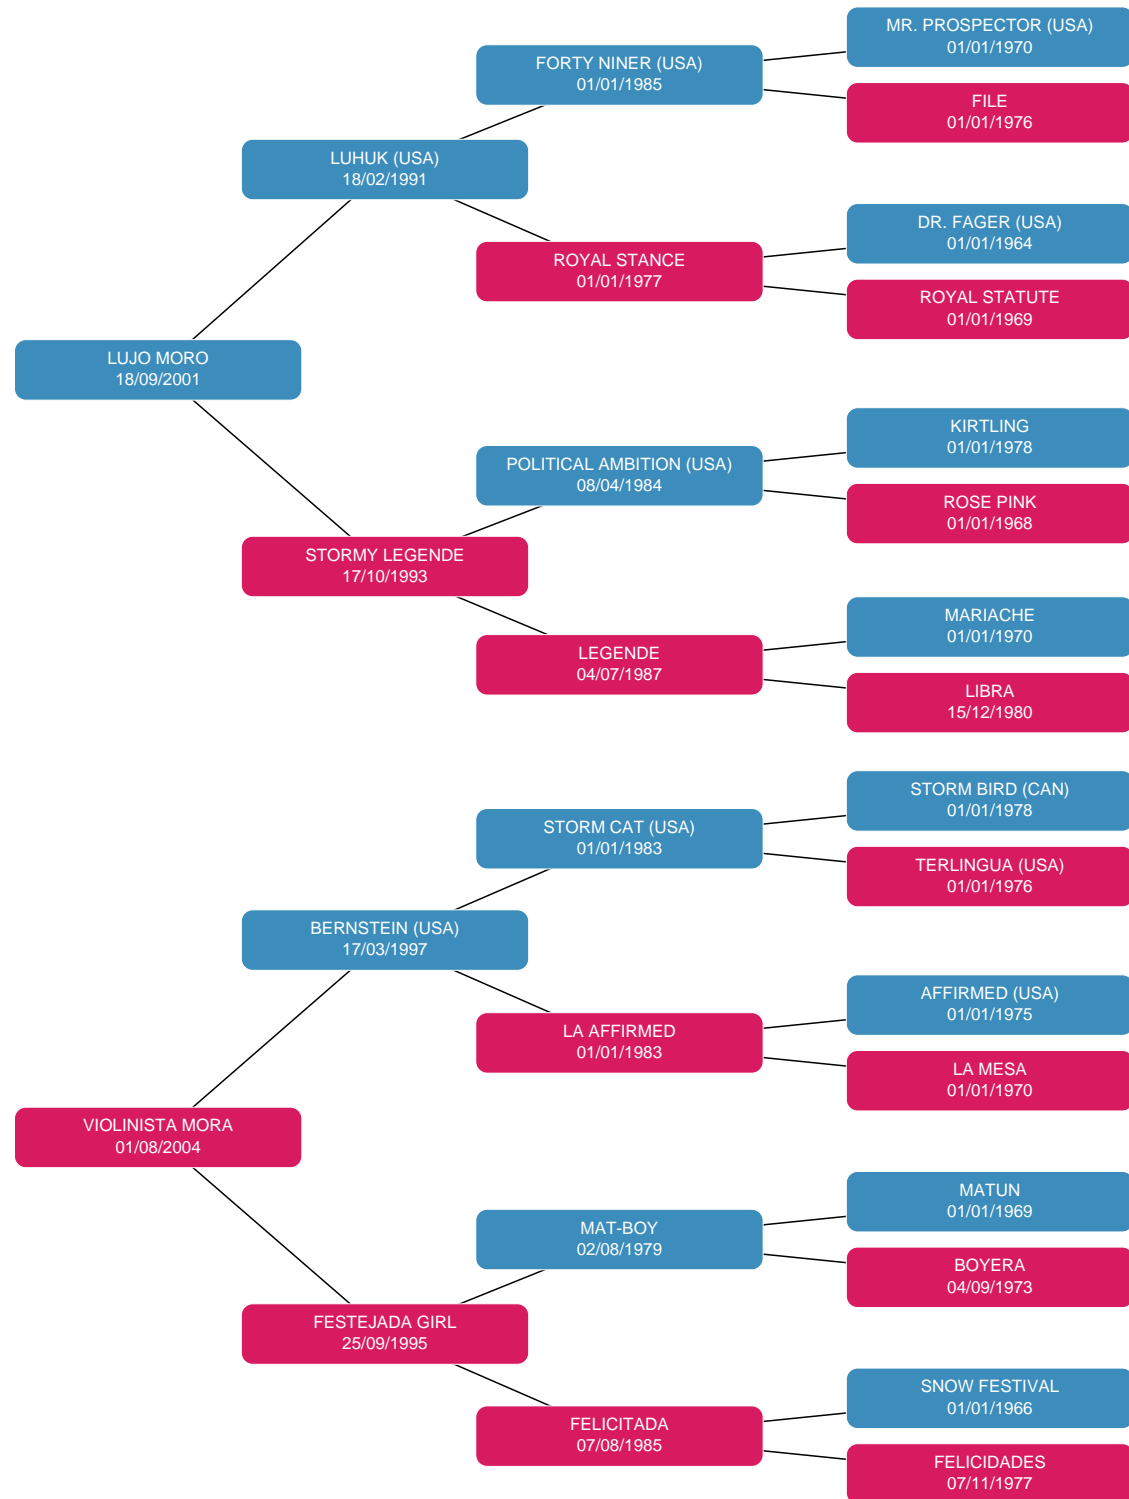 MR. PROSPECTOR (USA)
01/01/1970
FORTY NINER (USA)
01/01/1985
FILE
01/01/1976
LUHUK (USA)
18/02/1991
DR. FAGER (USA)
01/01/1964
ROYAL STANCE
01/01/1977
ROYAL STATUTE
01/01/1969
LUJO MORO
18/09/2001
KIRTLING
01/01/1978
POLITICAL AMBITION (USA)
08/04/1984
ROSE PINK
01/01/1968
STORMY LEGENDE
17/10/1993
MARIACHE
01/01/1970
LEGENDE
04/07/1987
LIBRA
15/12/1980
STORM BIRD (CAN)
01/01/1978
STORM CAT (USA)
01/01/1983
TERLINGUA (USA)
01/01/1976
BERNSTEIN (USA)
17/03/1997
AFFIRMED (USA)
01/01/1975
LA AFFIRMED
01/01/1983
LA MESA
01/01/1970
VIOLINISTA MORA
01/08/2004
MATUN
01/01/1969
MAT-BOY
02/08/1979
BOYERA
04/09/1973
FESTEJADA GIRL
25/09/1995
SNOW FESTIVAL
01/01/1966
FELICITADA
07/08/1985
FELICIDADES
07/11/1977